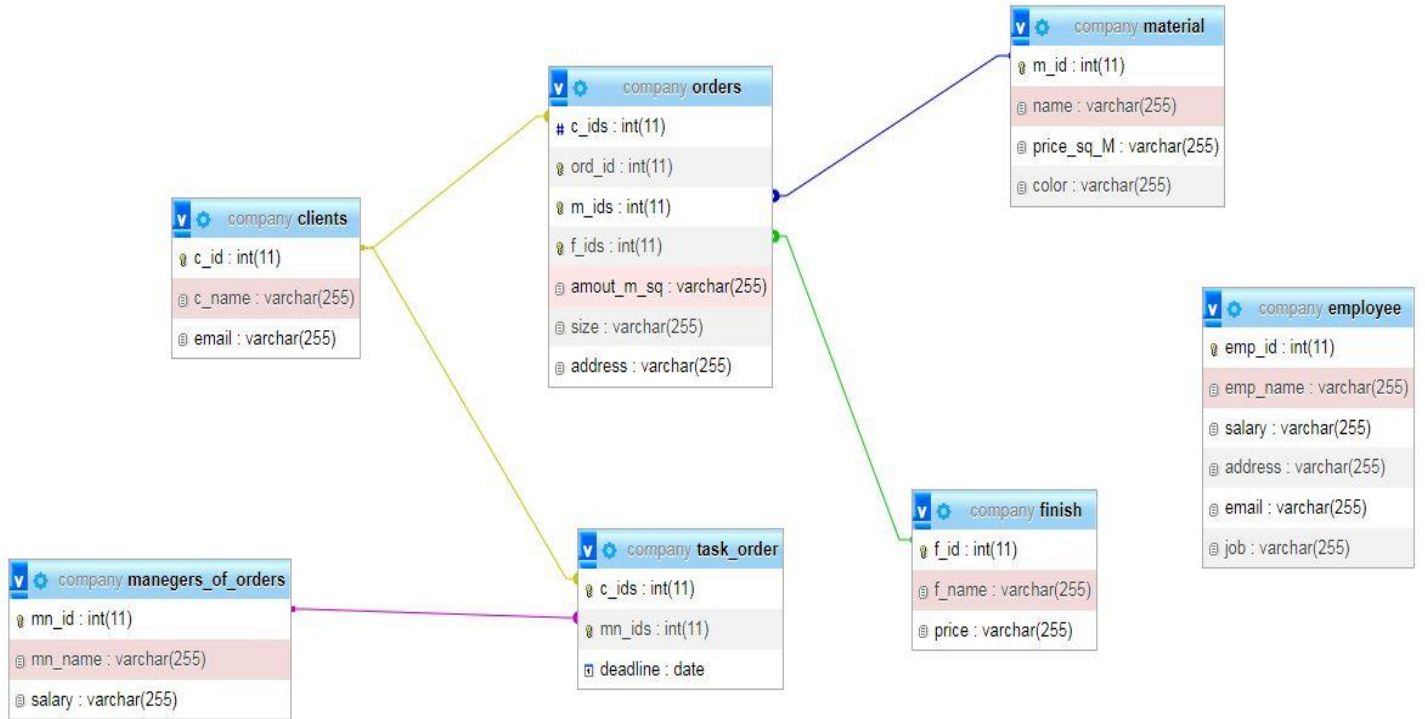 v company clients
c_id : int(11)
c_name : varchar(255)
email : varchar(255)
v company orders
# c_ids : int(11)
ord_id : int(11)
m_ids : int(11)
f_ids : int(11)
amout_m_sq : varchar(255)
size : varchar(255)
address : varchar(255)
v company material
m_id : int(11)
name : varchar(255)
price_sq_M : varchar(255)
color : varchar(255)
v company employee
emp_id : int(11)
emp_name : varchar(255)
salary : varchar(255)
address : varchar(255)
email : varchar(255)
job : varchar(255)
v company manegers_of_orders
mn_id : int(11)
mn_name : varchar(255)
salary : varchar(255)
v company task_order
c_ids : int(11)
mn_ids : int(11)
deadline : date
v company finish
f_id : int(11)
f_name : varchar(255)
price : varchar(255)